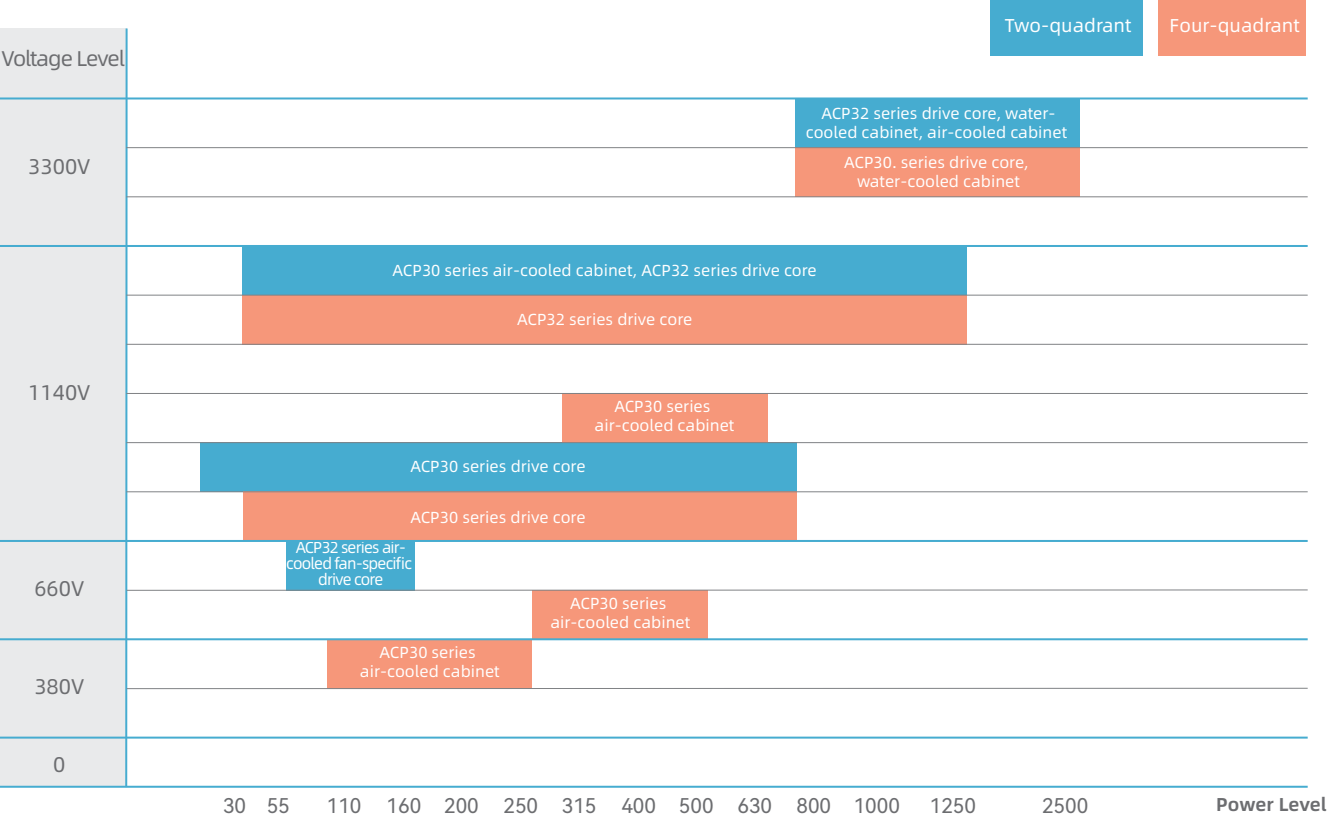 Two-quadrant
Four-quadrant
Voltage Level
3300V
ACP32 series drive core, water-
cooled cabinet, air-cooled cabinet
ACP30. series drive core,
water-cooled cabinet
1140V
ACP30 series air-cooled cabinet, ACP32 series drive core
ACP32 series drive core
ACP30 series
air-cooled cabinet
ACP30 series drive core
ACP30 series drive core
660V
ACP32 series air-
cooled fan-specific
drive core
ACP30 series
air-cooled cabinet
380V
ACP30 series
air-cooled cabinet
0
30 55 110 160 200 250 315 400 500 630 800 1000 1250 2500 Power Level